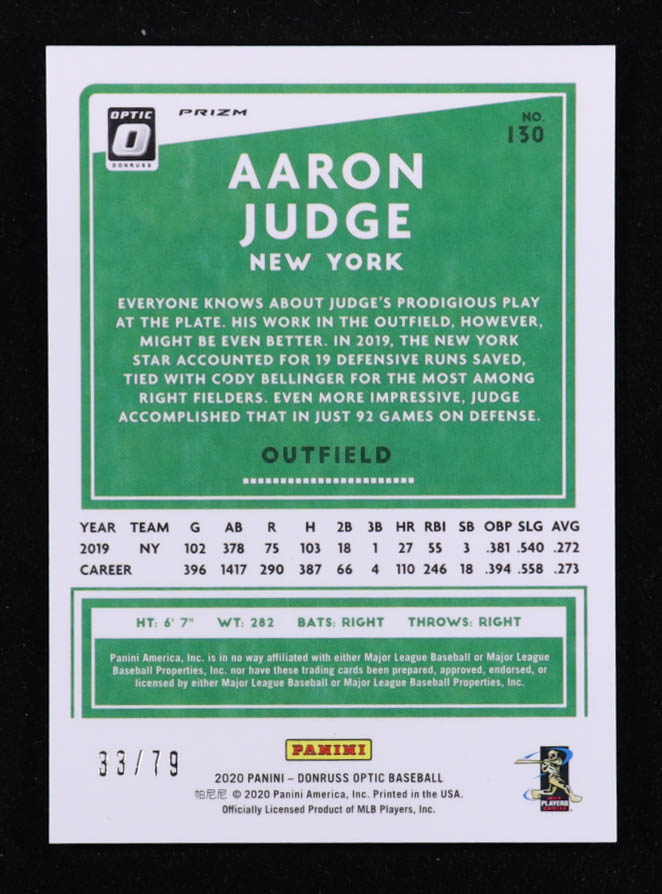 OPTIC
O
DONRUSS
PRIZM
NO.
130
AARON
JUDGE
NEW YORK
EVERYONE KNOWS ABOUT JUDGE'S PRODIGIOUS PLAY
AT THE PLATE. HIS WORK IN THE OUTFIELD, HOWEVER,
MIGHT BE EVEN BETTER. IN 2019, THE NEW YORK
STAR ACCOUNTED FOR 19 DEFENSIVE RUNS SAVED,
TIED WITH CODY BELLINGER FOR THE MOST AMONG
RIGHT FIELDERS. EVEN MORE IMPRESSIVE, JUDGE
ACCOMPLISHED THAT IN JUST 92 GAMES ON DEFENSE.
OUTFIELD
YEAR TEAM G AB R H 2B 3B HR RBI SB OBP SLG AVG
2019 NY 102 378 75 103 18 1 27 55 3 .381 .540 .272
CAREER 396 1417 290 387 66 4 110 246 18 .394 .558 .273
HT: 6' 7" WT: 282 BATS: RIGHT THROWS: RIGHT
Panini America, Inc. is in no way affiliated with either Major League Baseball or Major League
Baseball Properties, Inc. nor have these trading cards been prepared, approved, endorsed, or
licensed by either Major League Baseball or Major League Baseball Properties, Inc.
33/79
PANINI
2020 PANINI – DONRUSS OPTIC BASEBALL
帕尼尼 © 2020 Panini America, Inc. Printed in the USA.
Officially Licensed Product of MLB Players, Inc.
MLB
PLAYERS
CHOICE